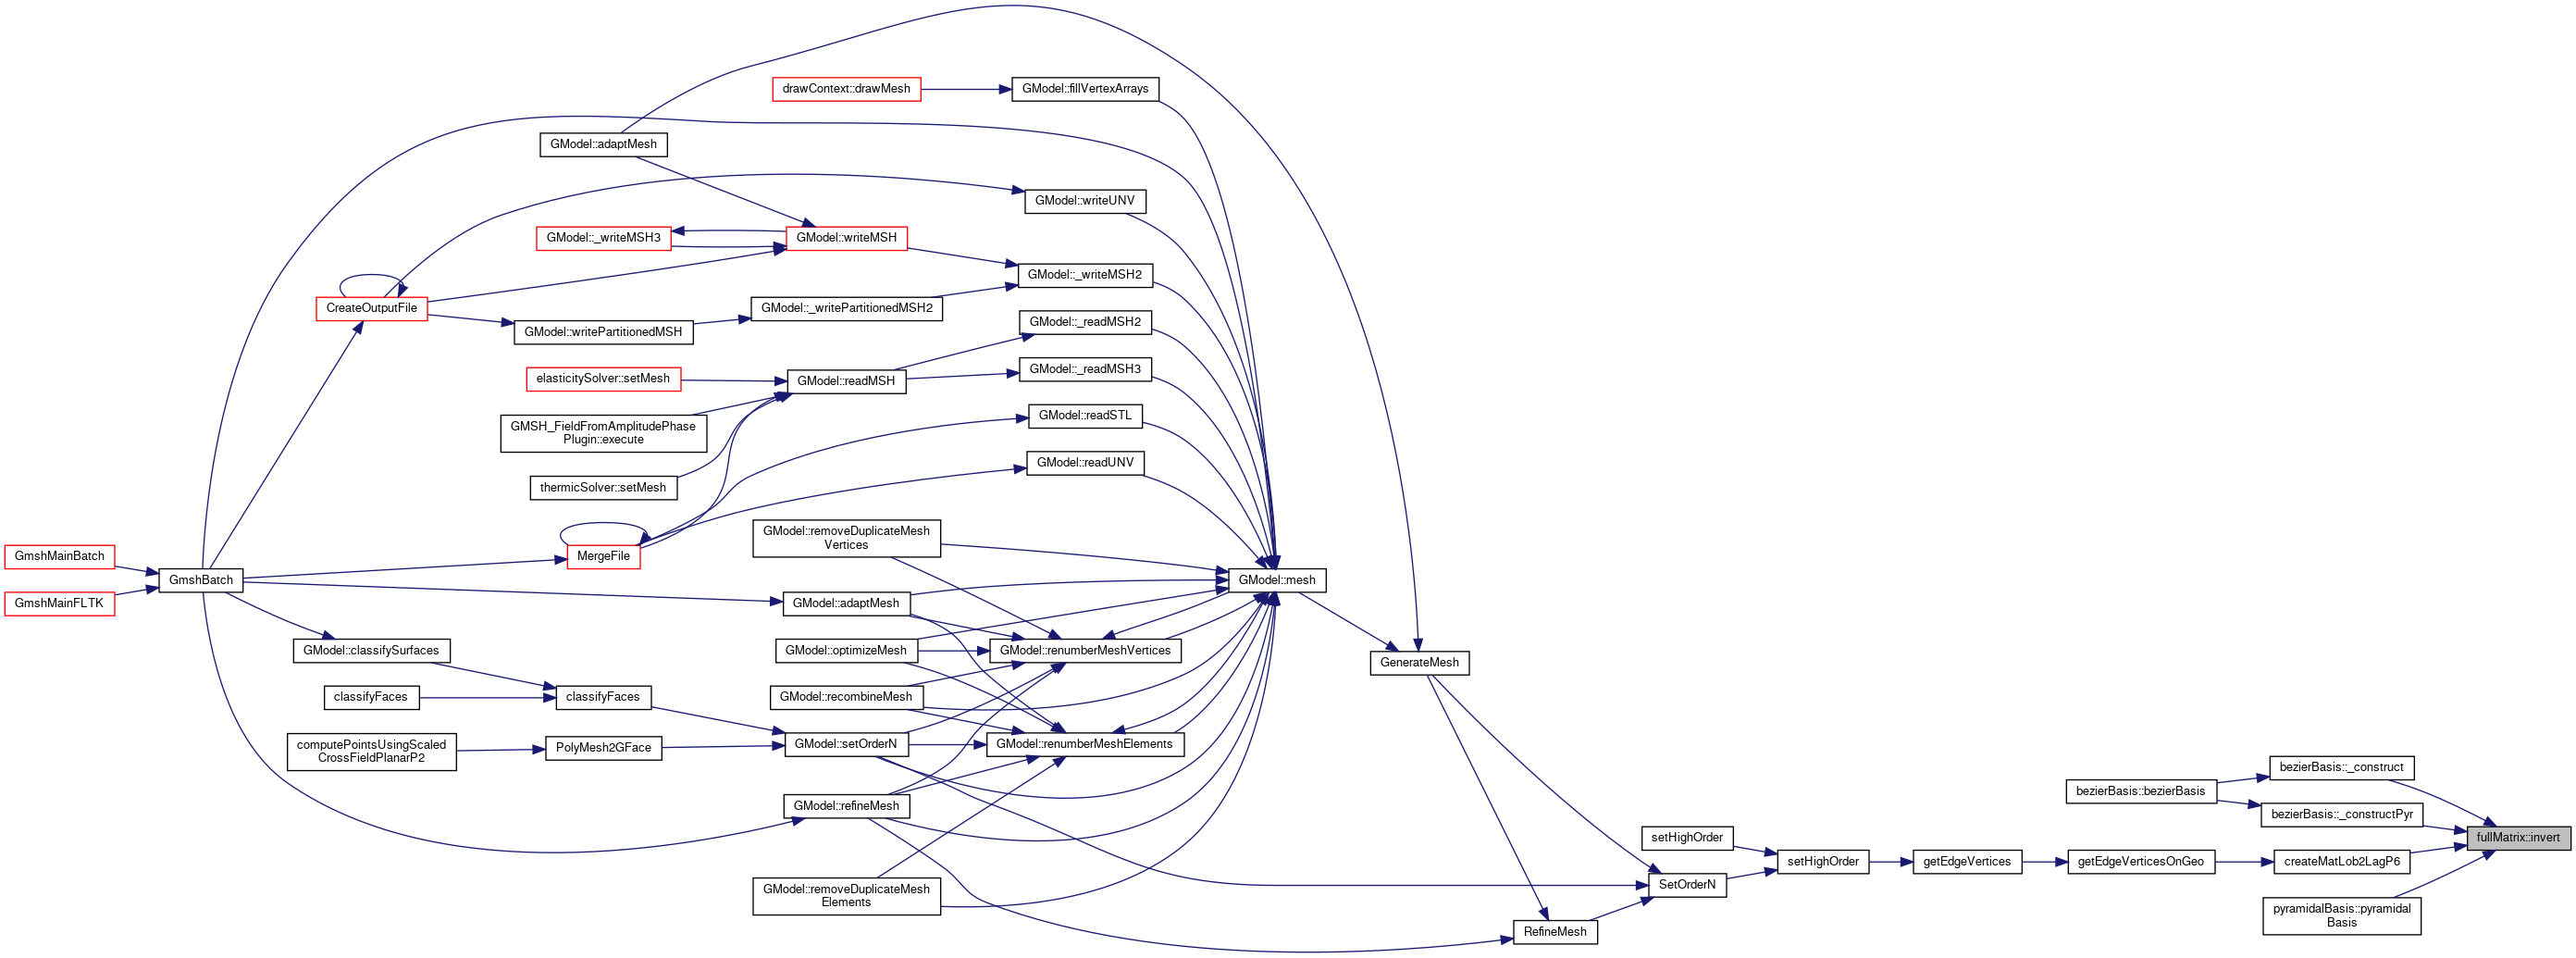 drawContext::drawMesh
GModel::fillVertexArrays
GModel::adaptMesh
GModel::writeUNV
GModel::_writeMSH3
GModel::writeMSH
GModel::_writeMSH2
CreateOutputFile
GModel::_writePartitionedMSH2
GModel::writePartitionedMSH
GModel::_readMSH2
GModel::_readMSH3
elasticitySolver::setMesh
GModel::readMSH
GMSH_FieldFromAmplitudePhase
Plugin::execute
GModel::readSTL
GModel::readUNV
thermicSolver::setMesh
GModel::removeDuplicateMesh
Vertices
GmshMainBatch
MergeFile
GmshBatch
GModel::mesh
GmshMainFLTK
GModel::adaptMesh
GModel::classifySurfaces
GModel::optimizeMesh
GModel::renumberMeshVertices
GenerateMesh
classifyFaces
classifyFaces
GModel::recombineMesh
computePointsUsingScaled
CrossFieldPlanarP2
PolyMesh2GFace
GModel::setOrderN
GModel::renumberMeshElements
GModel::refineMesh
bezierBasis::_construct
bezierBasis::bezierBasis
bezierBasis::_constructPyr
setHighOrder
fullMatrix::invert
setHighOrder
getEdgeVertices
getEdgeVerticesOnGeo
createMatLob2LagP6
GModel::removeDuplicateMesh
Elements
SetOrderN
pyramidalBasis::pyramidal
Basis
RefineMesh